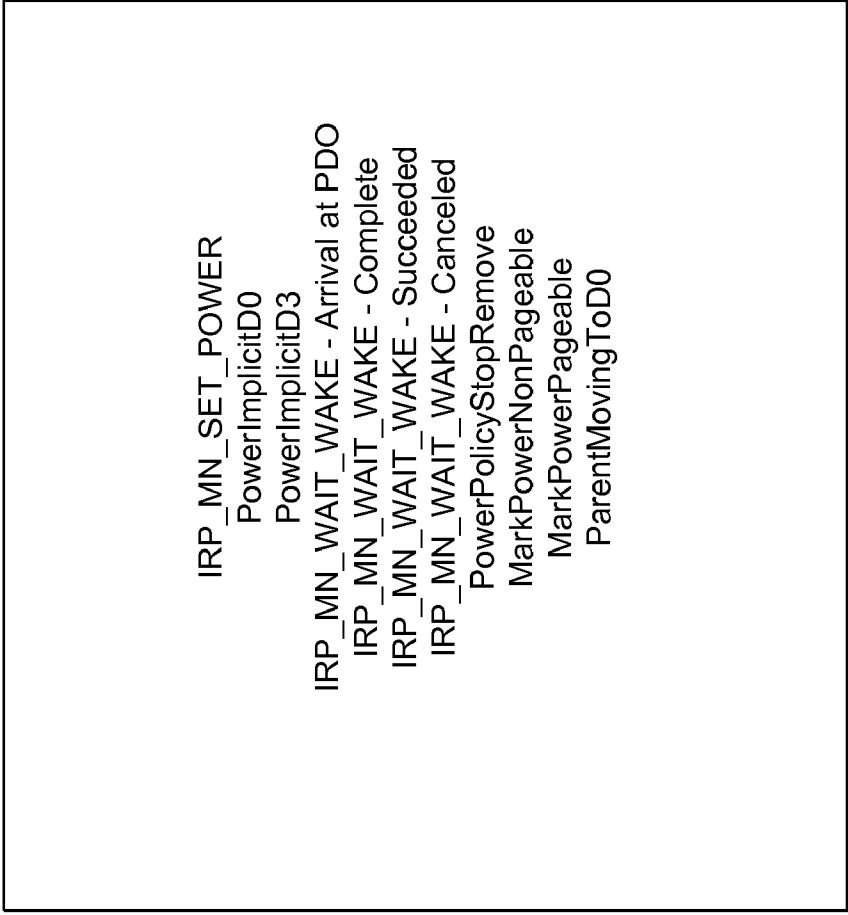 IRP_MN_SET_POWER
PowerImplicitD0
PowerImplicitD3
IRP_MN_WAIT_WAKE - Arrival at PDO
IRP_MN_WAIT_WAKE - Complete
IRP_MN_WAIT_WAKE - Succeeded
IRP_MN_WAIT_WAKE - Canceled
PowerPolicyStopRemove
MarkPowerNonPageable
MarkPowerPageable
ParentMovingToD0